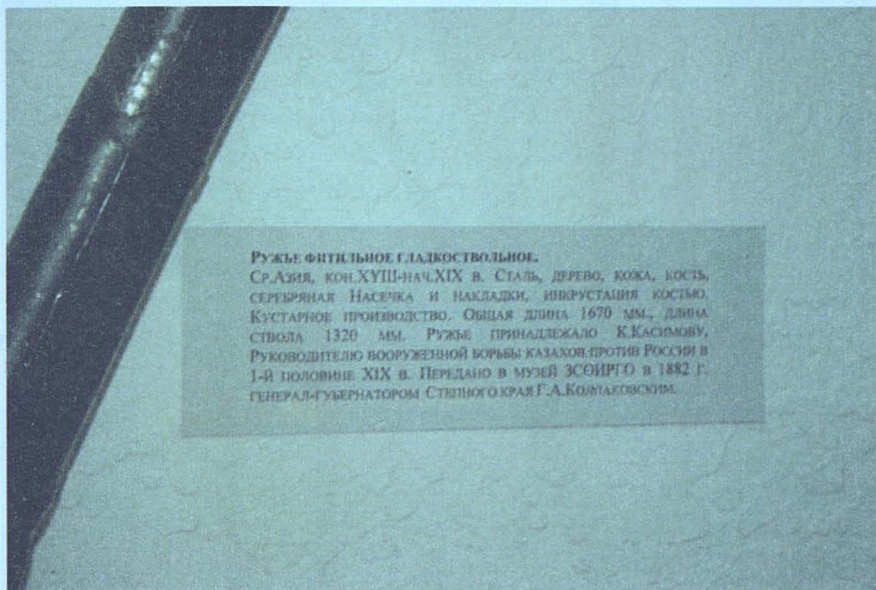 Ружье фитильное гладкоствольное.
Ср.Азия, кон.ХУШ-нач.XIX в. Сталь, дерево, кожа, кость,
серебряная Насечка и накладки, инкрустация костью.
Кустарное производство. Общая длина 1670 мм., длина
ствола 1320 мм. Ружье принадлежало К.Касимову,
Руководителю вооруженной борьбы казахов против России в
1-й половине XIX в. Передано в музей ЗСОИРГО в 1882 г.
генерал-губернатором Степного края Г.А.Колпаковским.